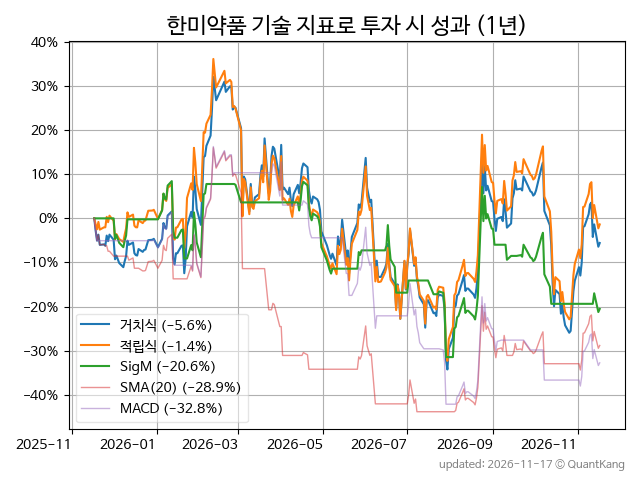 한미약품 기술 지표로 투자 시 성과 (1년)
40%
30%
20%
10%
0%
−10%
−20%
−30%
−40%
거치식 (−5.6%)
적립식 (−1.4%)
SigM (−20.6%)
SMA(20) (−28.9%)
MACD (−32.8%)
2025-11 2026-01 2026-03 2026-05 2026-07 2026-09 2026-11
updated: 2026-11-17 © QuantKang